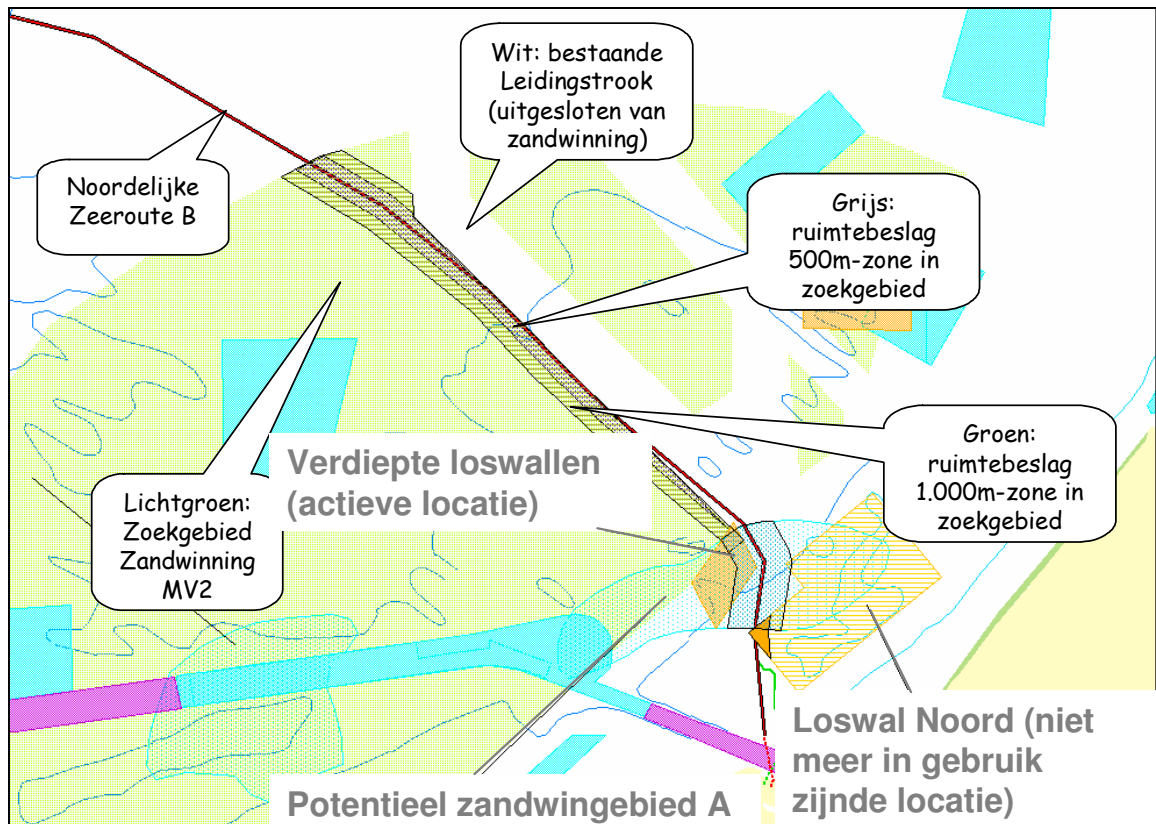 Wit: bestaande
Leidingstrook
(uitgesloten van
zandwinning)
Noordelijke
Zeeroute B
Grijs:
ruimtebeslag
500m-zone in
zoekgebied
Groen:
ruimtebeslag
1.000m-zone in
zoekgebied
Verdiepte loswallen
(actieve locatie)
Lichtgroen:
Zoekgebied
Zandwinning
MV2
Loswal Noord (niet
meer in gebruik
zijnde locatie)
Potentieel zandwingebied A